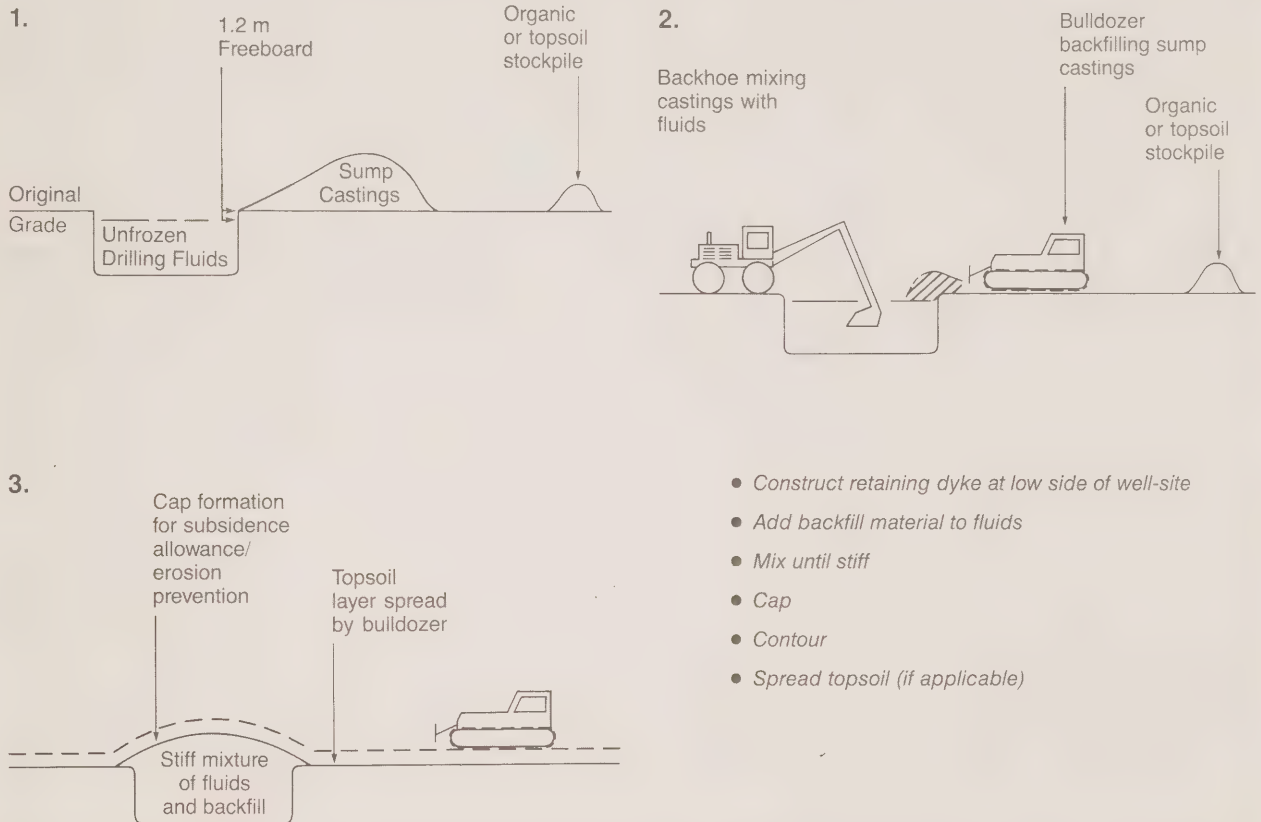 1.
1.2 m
Freeboard
Organic
or topsoil
stockpile
Sump
Castings
Original
Grade
Unfrozen
Drilling Fluids
2.
Backhoe mixing
castings with
fluids
Bulldozer
backfilling sump
castings
Organic
or topsoil
stockpile
3.
Cap formation
for subsidence
allowance/
erosion
prevention
Topsoil
layer spread
by bulldozer
Stiff mixture
of fluids
and backfill
• Construct retaining dyke at low side of well-site
• Add backfill material to fluids
• Mix until stiff
• Cap
• Contour
• Spread topsoil (if applicable)